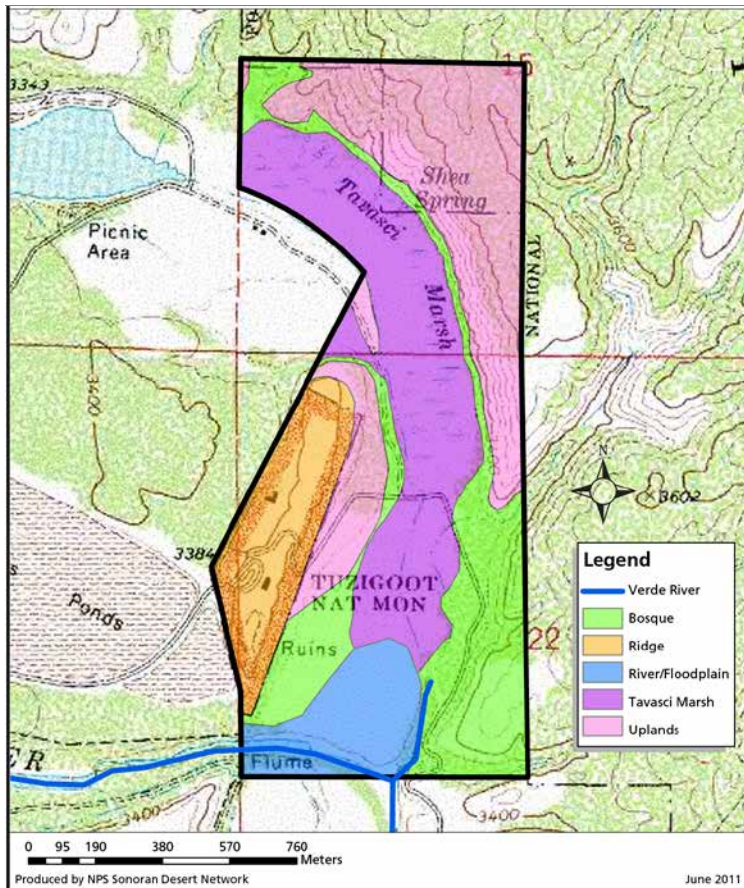 15
3343
Shea
Spring
Tavasci
Marsh
Picnic
Area
3600
NATIONAL
3400
N
3602
3384
TUZIGOOT
NAT MON
Ponds
Ruins
22
ER
Flume
3400
3400
Legend
Verde River
Bosque
Ridge
River/Floodplain
Tavasci Marsh
Uplands
0 95 190 380 570 760
Meters
Produced by NPS Sonoran Desert Network
June 2011